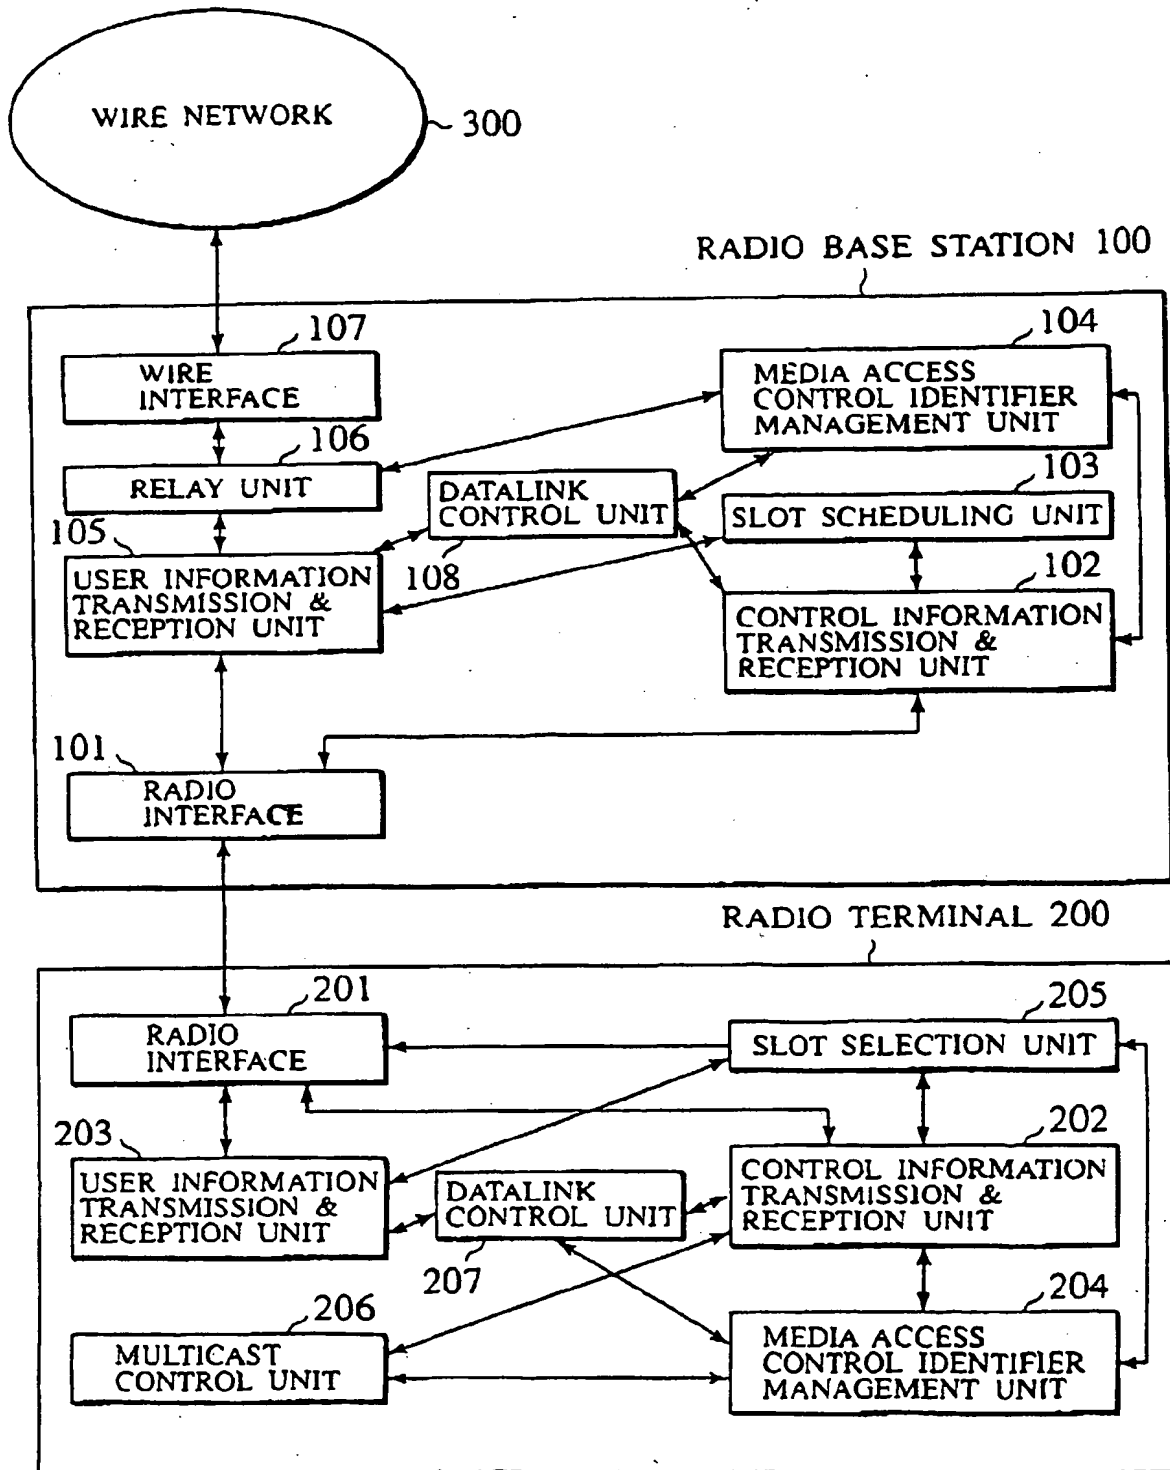 WIRE NETWORK
300
RADIO BASE STATION 100
107
WIRE
INTERFACE
104
MEDIA ACCESS
CONTROL IDENTIFIER
MANAGEMENT UNIT
106
RELAY UNIT
DATALINK
CONTROL UNIT
108
103
SLOT SCHEDULING UNIT
105
USER INFORMATION
TRANSMISSION &
RECEPTION UNIT
102
CONTROL INFORMATION
TRANSMISSION &
RECEPTION UNIT
101
RADIO
INTERFACE
RADIO TERMINAL 200
201
RADIO
INTERFACE
205
SLOT SELECTION UNIT
203
USER INFORMATION
TRANSMISSION &
RECEPTION UNIT
DATALINK
CONTROL UNIT
207
202
CONTROL INFORMATION
TRANSMISSION &
RECEPTION UNIT
206
MULTICAST
CONTROL UNIT
204
MEDIA ACCESS
CONTROL IDENTIFIER
MANAGEMENT UNIT